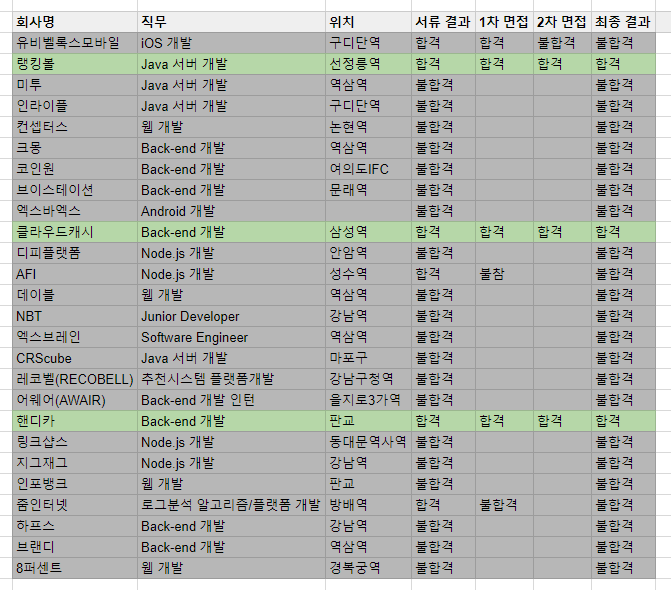 회사명 직무 위치 서류 결과 1차 면접 2차 면접 최종 결과
유비벨록스모바일 iOS 개발 구디단역 합격 합격 불합격 불합격
랭킹볼 Java 서버 개발 선정릉역 합격 합격 합격 합격
미투 Java 서버 개발 역삼역 불합격 불합격
인라이플 Java 서버 개발 구디단역 불합격 불합격
컨셉터스 웹 개발 논현역 불합격 불합격
크몽 Back-end 개발 역삼역 불합격 불합격
코인원 Back-end 개발 여의도IFC 불합격 불합격
브이스테이션 Back-end 개발 문래역 불합격 불합격
엑스바엑스 Android 개발 불합격 불합격
클라우드캐시 Back-end 개발 삼성역 합격 합격 합격 합격
디피플랫폼 Node.js 개발 안암역 불합격 불합격
AFI Node.js 개발 성수역 합격 불참 불합격
데이블 웹 개발 역삼역 불합격 불합격
NBT Junior Developer 강남역 불합격 불합격
엑스브레인 Software Engineer 역삼역 불합격 불합격
CRScube Java 서버 개발 마포구 불합격 불합격
레코벨(RECOBELL) 추천시스템 플랫폼개발 강남구청역 불합격 불합격
어웨어(AWAIR) Back-end 개발 인턴 을지로3가역 불합격 불합격
핸디카 Back-end 개발 판교 합격 합격 합격 합격
링크샵스 Node.js 개발 동대문역사역 불합격 불합격
지그재그 Node.js 개발 강남역 불합격 불합격
인포뱅크 웹 개발 판교 불합격 불합격
줌인터넷 로그분석 알고리즘/플랫폼 개발 방배역 합격 불합격 불합격
하프스 Back-end 개발 강남역 불합격 불합격
브랜디 Back-end 개발 역삼역 불합격 불합격
8퍼센트 웹 개발 경복궁역 불합격 불합격